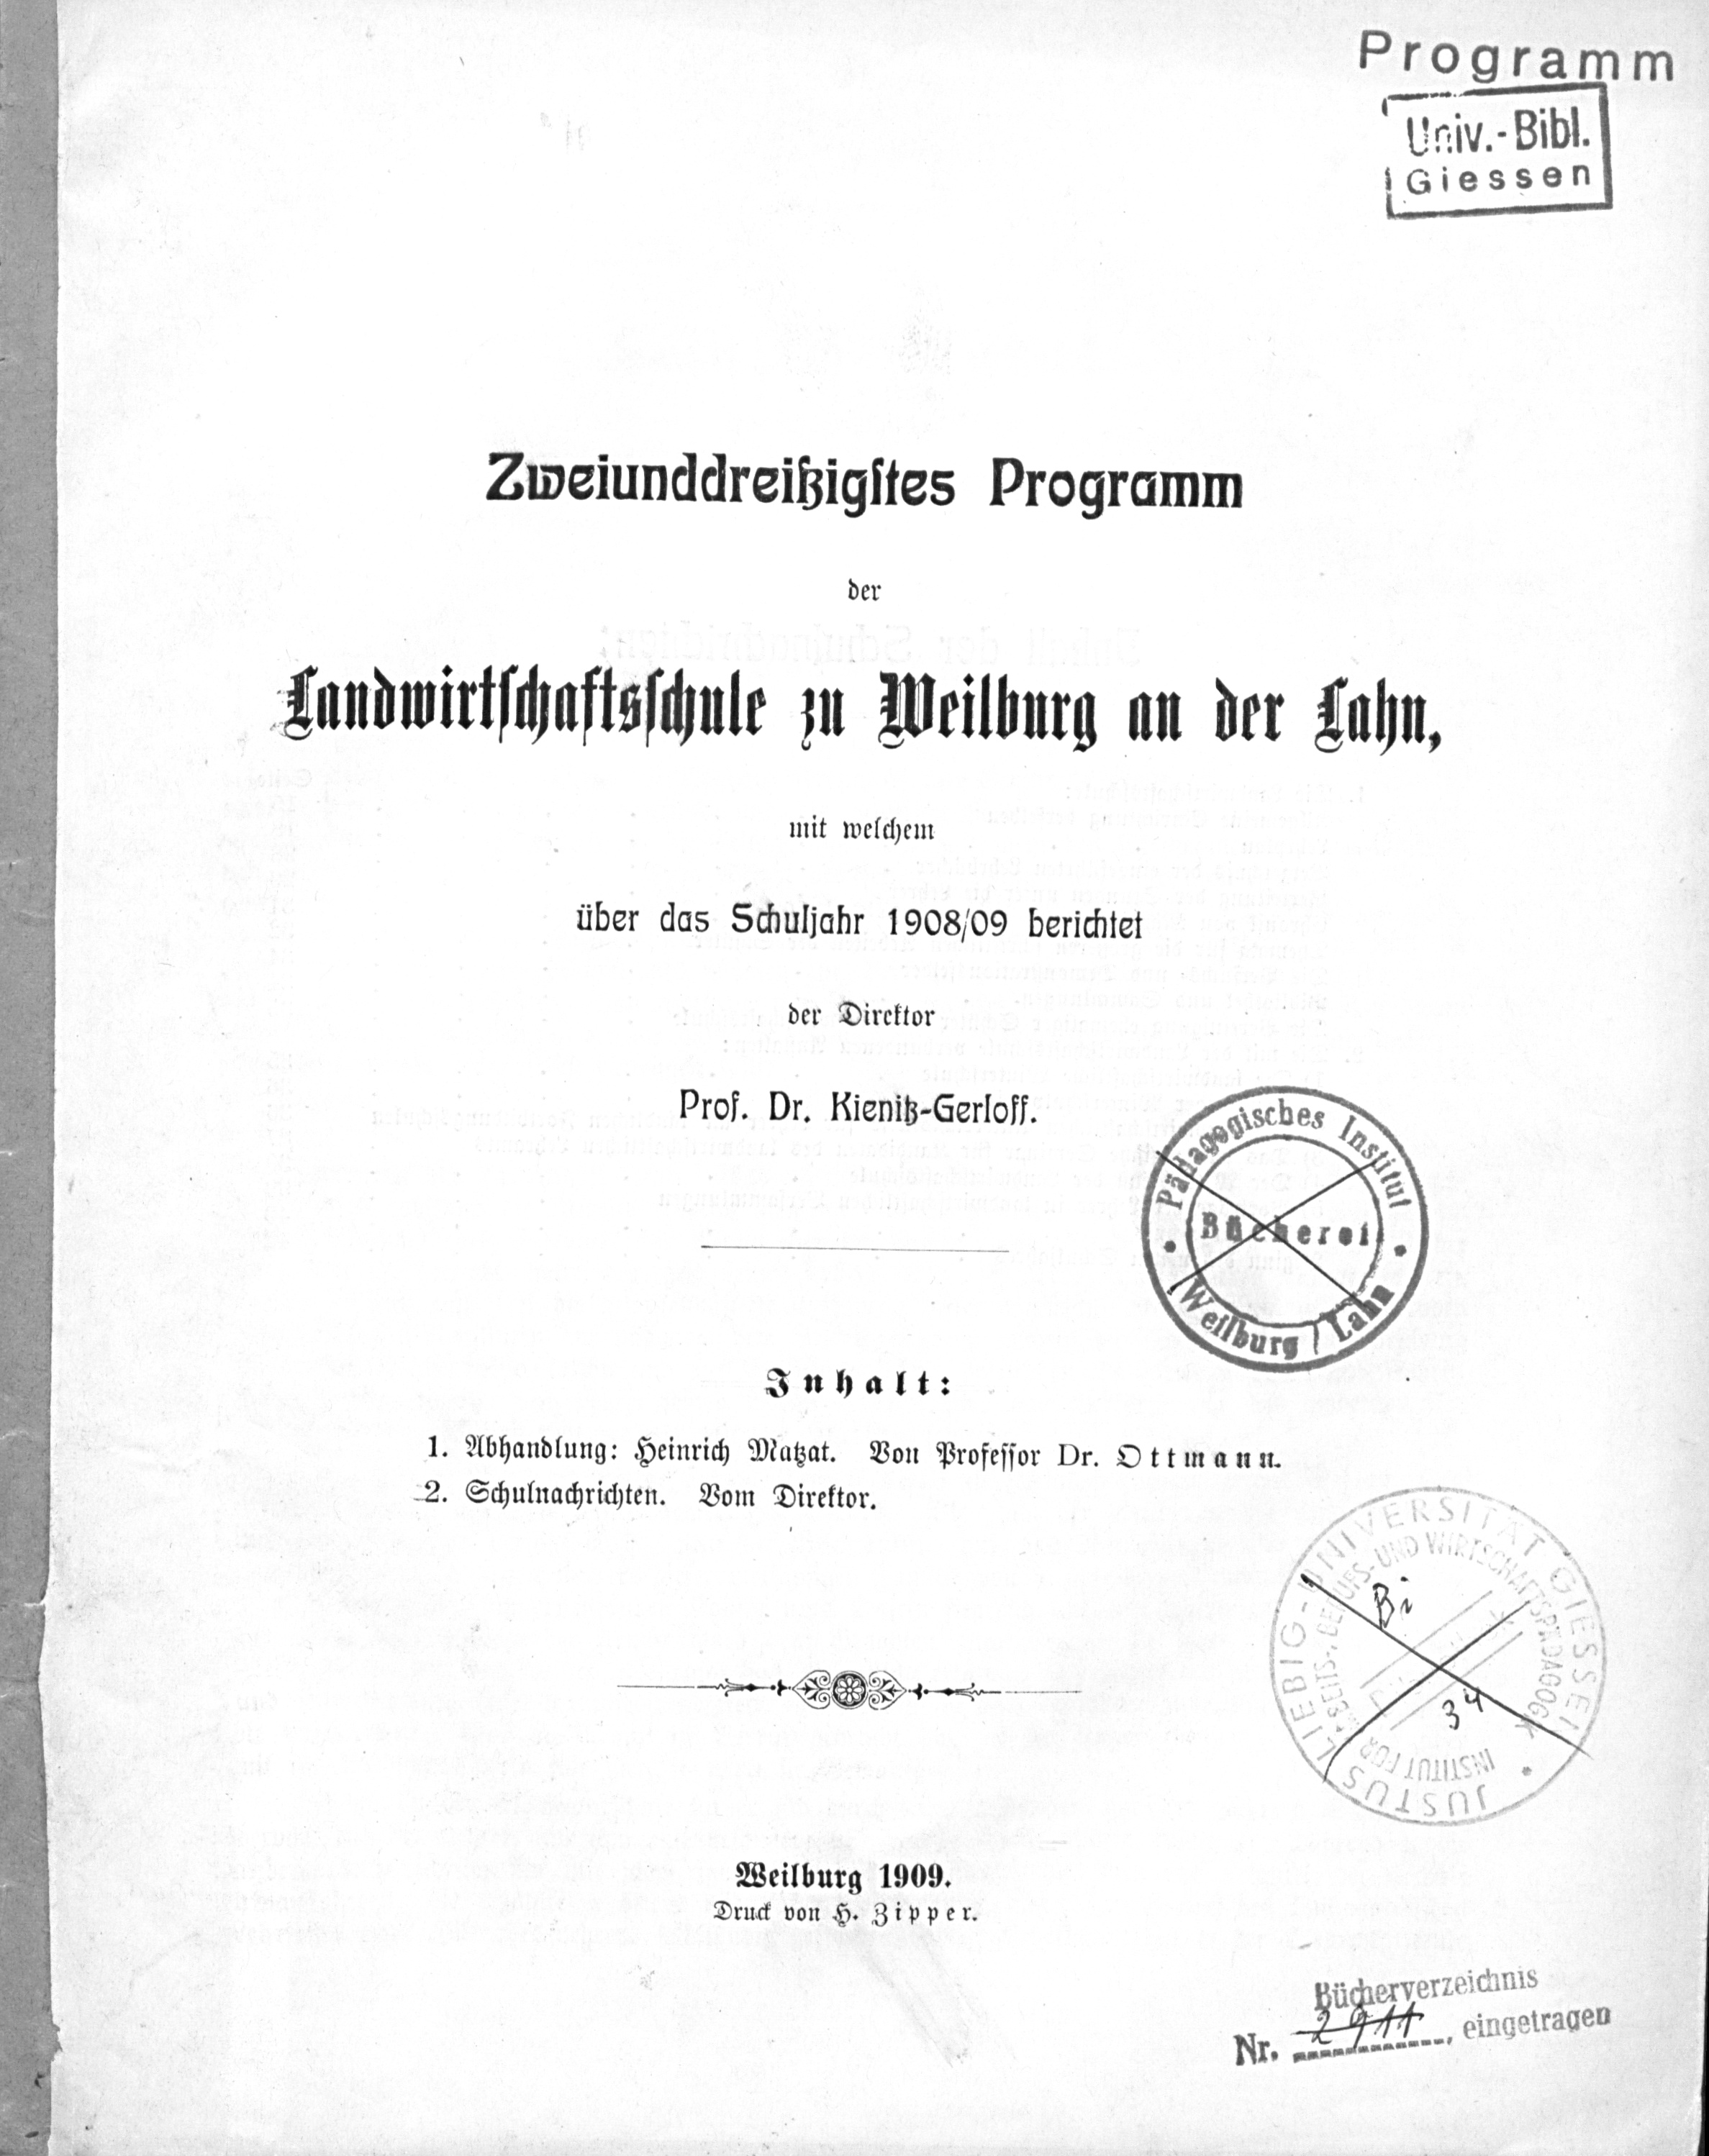 Programm
Univ.-Bibl.
Giessen
Zweiunddreißigſtes Programm
der
Landwirtſchaftsſchule zu Weilburg an der Lahn,
mit welchem
über das Schuljahr 1908/09 berichtet
der Direktor
Prof. Dr. Kienitz-Gerloff.
Pädagogisches Institut
Bücherei
Weilburg / Lahn
Inhalt:
1. Abhandlung: Heinrich Matzat. Von Profeſſor Dr. Ottmann.
2. Schulnachrichten. Vom Direktor.
JUSTUS LIEBIG-UNIVERSITÄT GIESSEN
INSTITUT FÜR ARBEITS-, BERUFS- UND WIRTSCHAFTSPÄDAGOGIK
Bi
34
Weilburg 1909.
Druck von H. Zipper.
Bücherverzeichnis
Nr. 2911, eingetragen